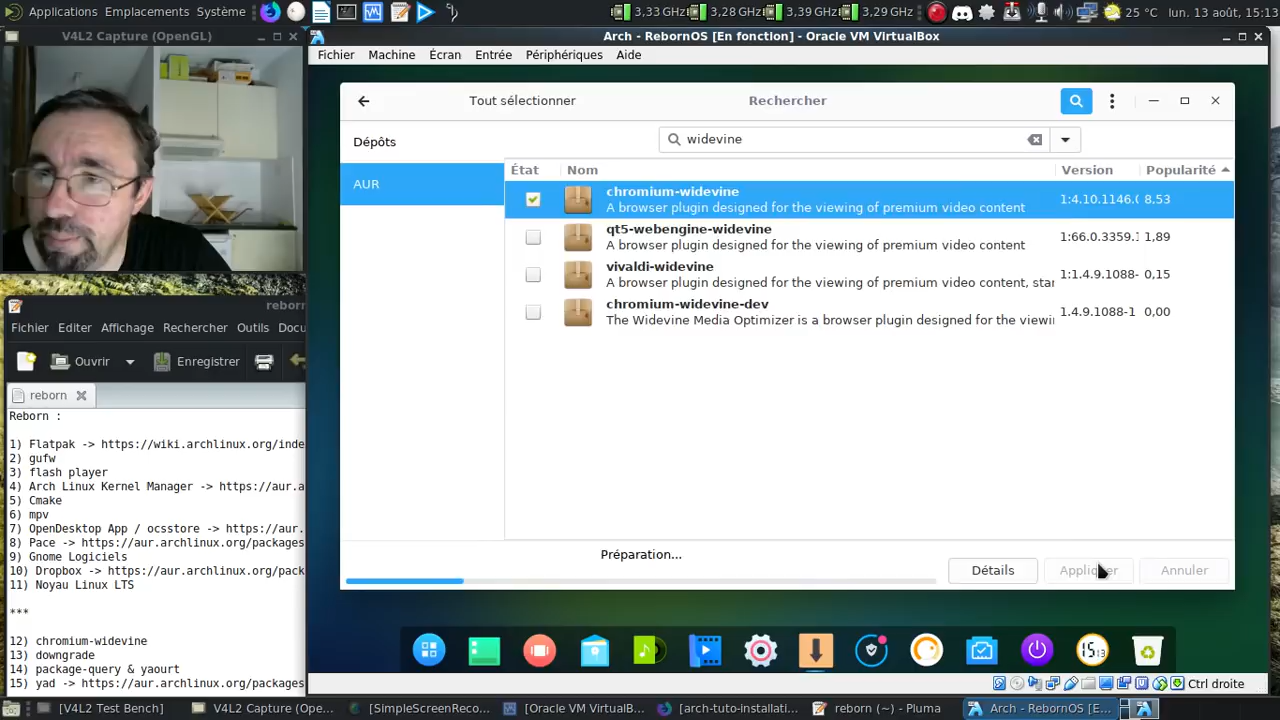 Applications Emplacements Système
3,33 GHz
3,28 GHz
3,39 GHz
3,29 GHz
25 °C
lun. 13 août, 15:13
V4L2 Capture (OpenGL)
Arch - RebornOS [En fonction] - Oracle VM VirtualBox
Fichier Machine Écran Entrée Périphériques Aide
Tout sélectionner
Rechercher
Dépôts
AUR
widevine
État Nom Version Popularité
chromium-widevine
A browser plugin designed for the viewing of premium video content
1:4.10.1146.( 8.53
qt5-webengine-widevine
A browser plugin designed for the viewing of premium video content
1:66.0.3359.1 1,89
vivaldi-widevine
A browser plugin designed for the viewing of premium video content, stan
1:1.4.9.1088- 0,15
chromium-widevine-dev
The Widevine Media Optimizer is a browser plugin designed for the viewin
1.4.9.1088-1 0,00
Préparation...
Détails Appliquer Annuler
15 13
Ctrl droite
reborn
Fichier Editer Affichage Rechercher Outils Docu
Ouvrir Enregistrer
reborn
Reborn :
1) Flatpak -> https://wiki.archlinux.org/inde
2) gufw
3) flash player
4) Arch Linux Kernel Manager -> https://aur.a
5) Cmake
6) mpv
7) OpenDesktop App / ocsstore -> https://aur.
8) Pace -> https://aur.archlinux.org/packages
9) Gnome Logiciels
10) Dropbox -> https://aur.archlinux.org/pack
11) Noyau Linux LTS
***
12) chromium-widevine
13) downgrade
14) package-query & yaourt
15) yad -> https://aur.archlinux.org/packages
[V4L2 Test Bench]
V4L2 Capture (Ope...
[SimpleScreenReco...
[Oracle VM VirtualB...
[arch-tuto-installati...
reborn (~) - Pluma
Arch - RebornOS [E...